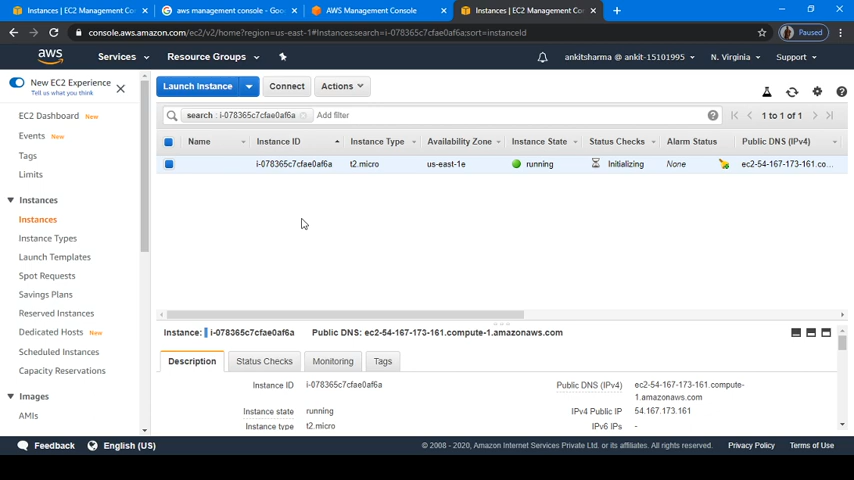 Instances | EC2 Management Co
aws management console - Goo
AWS Management Console
Instances | EC2 Management Co
console.aws.amazon.com/ec2/v2/home?region=us-east-1#Instances:search=i-078365c7cfae0af6a;sort=instanceId
Paused
aws
Services
Resource Groups
ankitsharma @ ankit-15101995
N. Virginia
Support
New EC2 Experience
Tell us what you think
Launch Instance
Connect
Actions
search : i-078365c7cfae0af6a
Add filter
1 to 1 of 1
EC2 Dashboard New
Events New
Tags
Limits
Instances
Instances
Instance Types
Launch Templates
Spot Requests
Savings Plans
Reserved Instances
Dedicated Hosts New
Scheduled Instances
Capacity Reservations
Images
AMIs
Name Instance ID Instance Type Availability Zone Instance State Status Checks Alarm Status Public DNS (IPv4)
i-078365c7cfae0af6a t2.micro us-east-1e running Initializing None ec2-54-167-173-161.co...
Instance: i-078365c7cfae0af6a Public DNS: ec2-54-167-173-161.compute-1.amazonaws.com
Description Status Checks Monitoring Tags
Instance ID i-078365c7cfae0af6a
Public DNS (IPv4) ec2-54-167-173-161.compute-
1.amazonaws.com
Instance state running
IPv4 Public IP 54.167.173.161
Instance type t2.micro
IPv6 IPs -
Feedback
English (US)
© 2008 - 2020, Amazon Internet Services Private Ltd. or its affiliates. All rights reserved.
Privacy Policy
Terms of Use